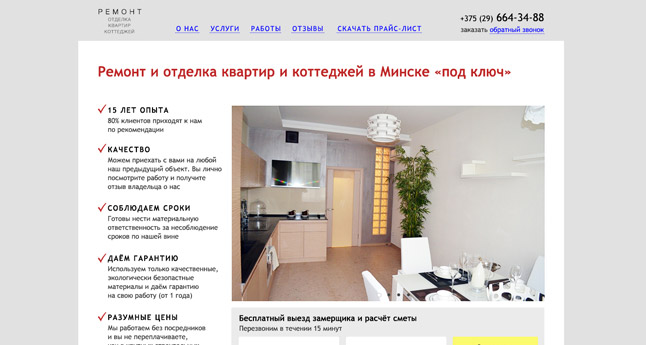 РЕМОНТ
ОТДЕЛКА
КВАРТИР
КОТТЕДЖЕЙ
О НАС
УСЛУГИ
РАБОТЫ
ОТЗЫВЫ
СКАЧАТЬ ПРАЙС-ЛИСТ
+375 (29) 664-34-88
заказать обратный звонок
Ремонт и отделка квартир и коттеджей в Минске «под ключ»
15 ЛЕТ ОПЫТА
80% клиентов приходят к нам
по рекомендации
КАЧЕСТВО
Можем приехать с вами на любой
наш предыдущий объект. Вы лично
посмотрите работу и получите
отзыв владельца о нас
СОБЛЮДАЕМ СРОКИ
Готовы нести материальную
ответственность за несоблюдение
сроков по нашей вине
ДАЁМ ГАРАНТИЮ
Используем только качественные,
экологически безопастные
материалы и даём гарантию
на свою работу (от 1 года)
РАЗУМНЫЕ ЦЕНЫ
Мы работаем без посредников
и вы не переплачиваете,
Бесплатный выезд замерщика и расчёт сметы
Перезвоним в течении 15 минут